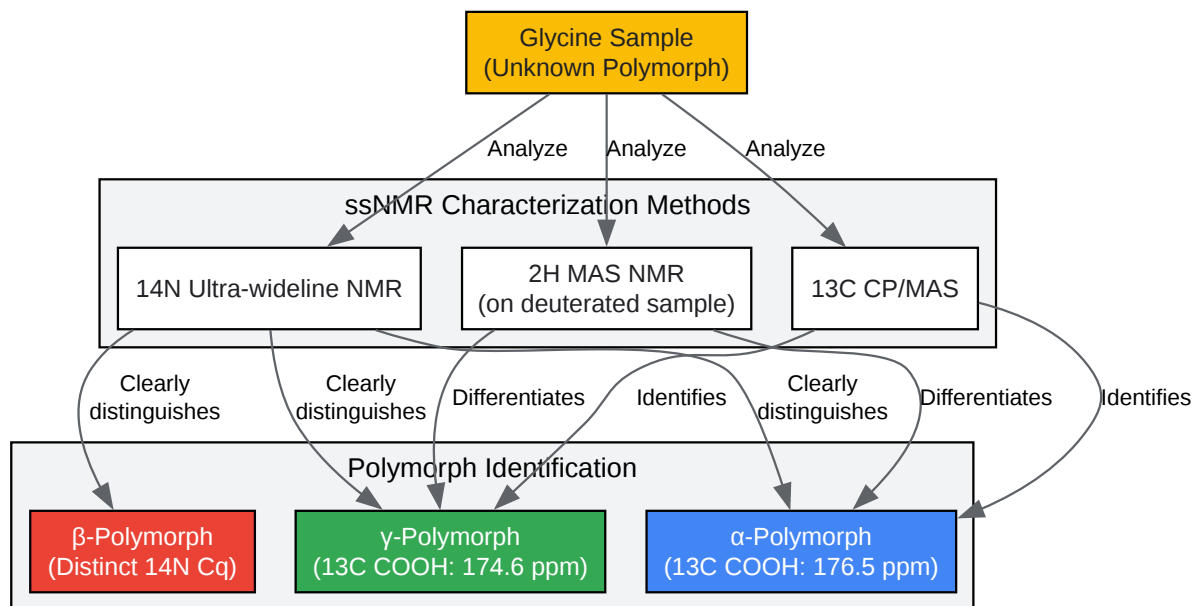 Glycine Sample
(Unknown Polymorph)
Analyze
Analyze
Analyze
ssNMR Characterization Methods
14N Ultra-wideline NMR
2H MAS NMR
(on deuterated sample)
13C CP/MAS
Clearly
distinguishes
Clearly
distinguishes
Differentiates
Identifies
Clearly
distinguishes
Differentiates
Identifies
Polymorph Identification
β-Polymorph
(Distinct 14N Cq)
γ-Polymorph
(13C COOH: 174.6 ppm)
α-Polymorph
(13C COOH: 176.5 ppm)